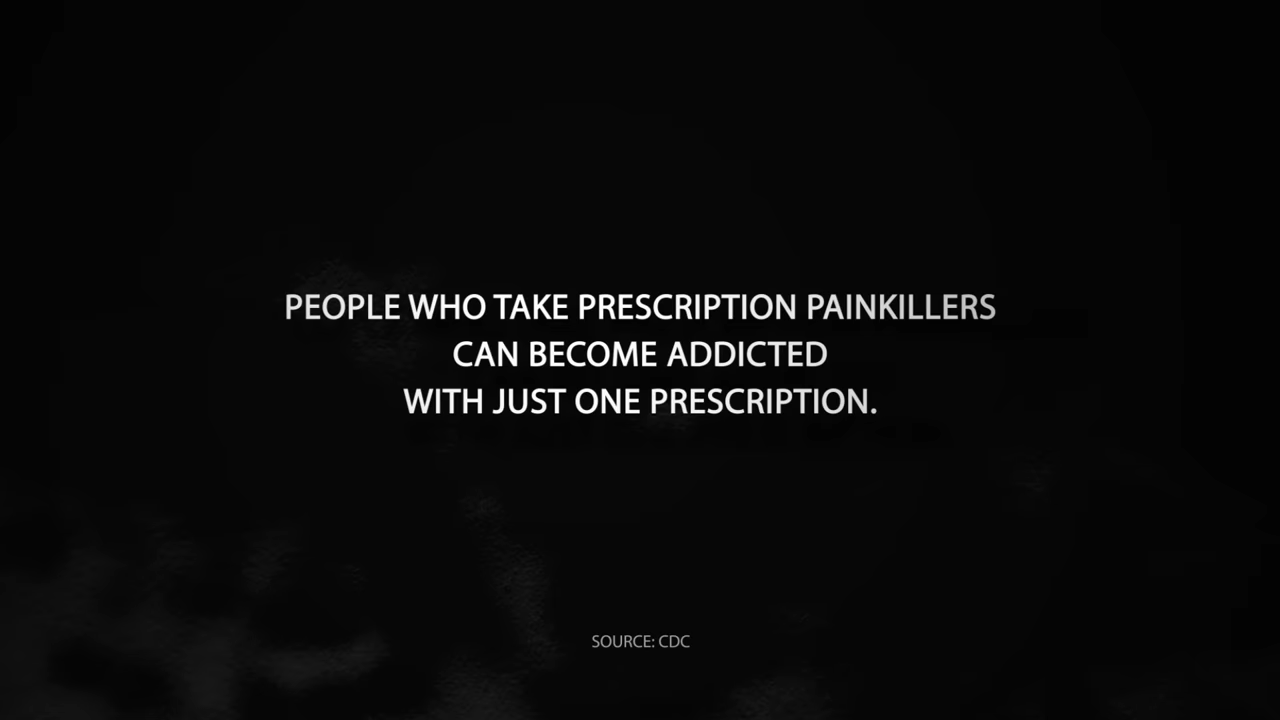 PEOPLE WHO TAKE PRESCRIPTION PAINKILLERS
CAN BECOME ADDICTED
WITH JUST ONE PRESCRIPTION.
SOURCE: CDC